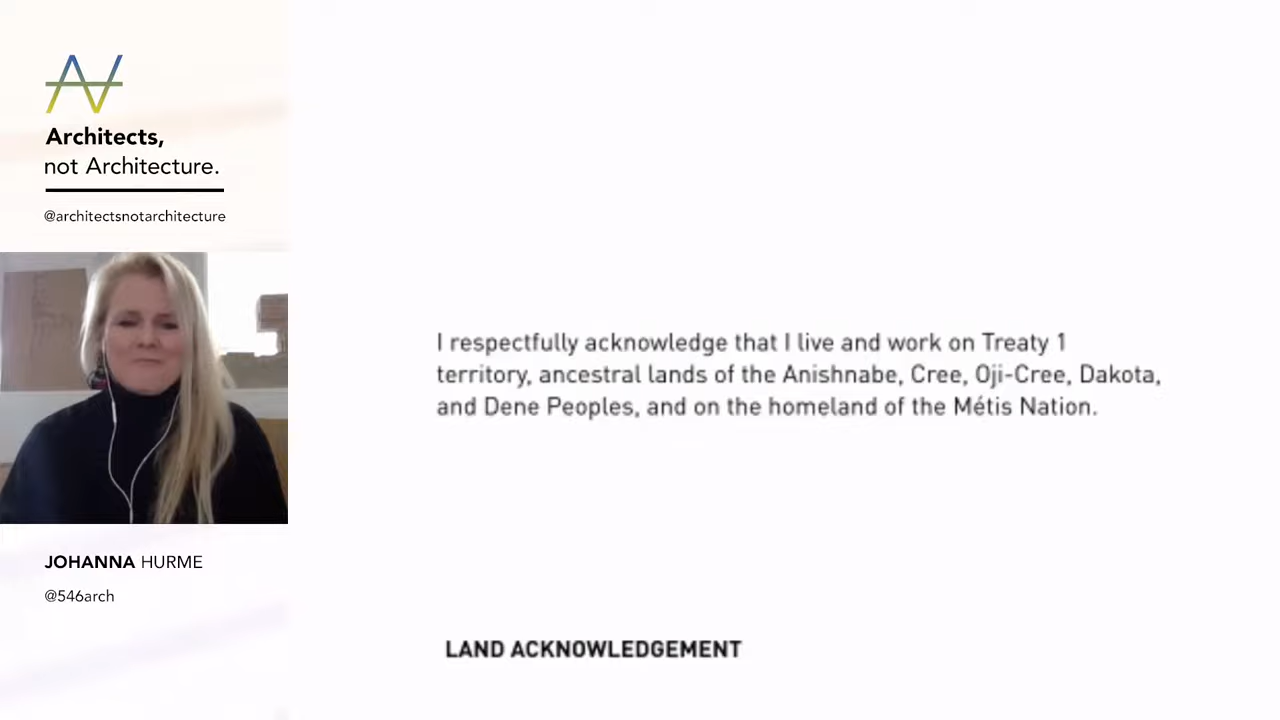 Architects,
not Architecture.
@architectsnotarchitecture
JOHANNA HURME
@546arch
I respectfully acknowledge that I live and work on Treaty 1
territory, ancestral lands of the Anishnabe, Cree, Oji-Cree, Dakota,
and Dene Peoples, and on the homeland of the Métis Nation.
LAND ACKNOWLEDGEMENT